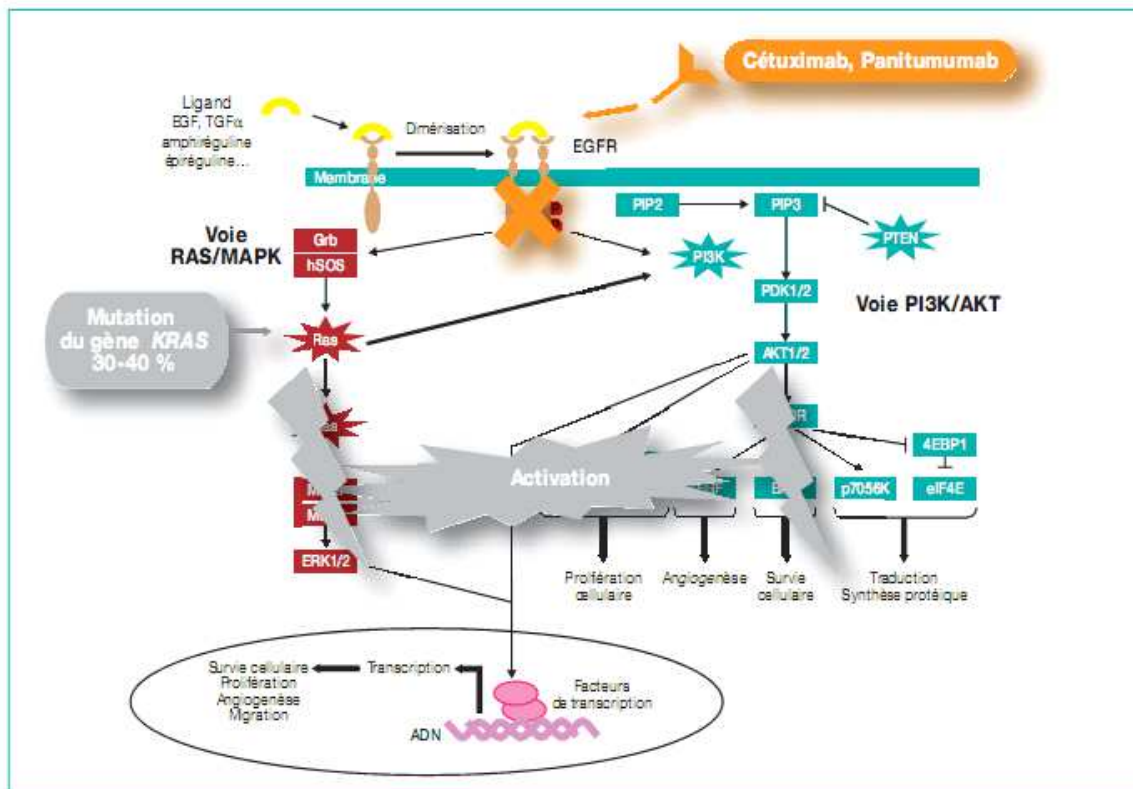 Cétuximab, Panitumumab
Ligand
EGF, TGFα
amphiréguline
épiréguline...
Dimérisation
EGFR
Membrane
Voie
RAS/MAPK
Grb
hSOS
PIP2
PIP3
PTEN
PI3K
PDK1/2
Voie PI3K/AKT
Mutation
du gène KRAS
30-40 %
Ras
AKT1/2
4EBP1
Activation
p7056K
eIF4E
ERK1/2
Prolifération
cellulaire
Angiogenèse
Survie
cellulaire
Traduction
Synthèse protéique
Survie cellulaire
Prolifération
Angiogenèse
Migration
Transcription
Facteurs
de transcription
ADN